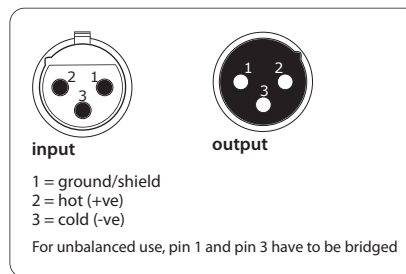 2 1
3
1 2
3
input
output
1 = ground/shield
2 = hot (+ve)
3 = cold (-ve)
For unbalanced use, pin 1 and pin 3 have to be bridged